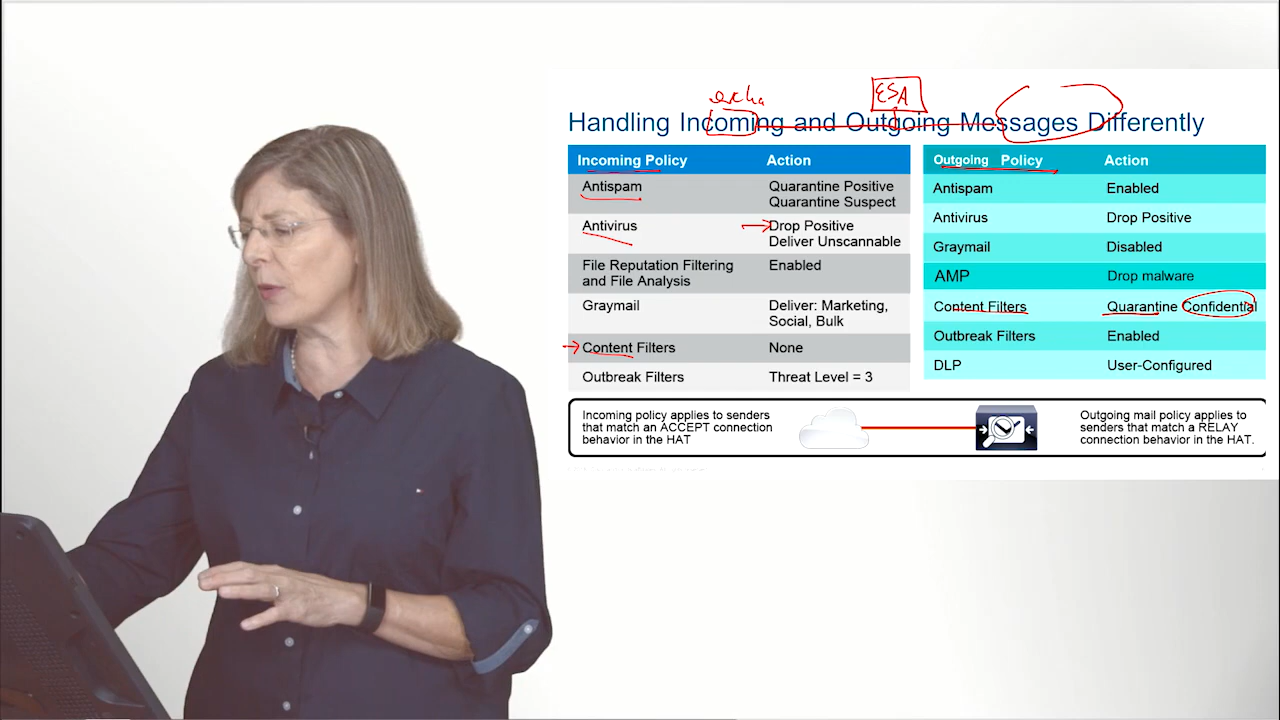 ESA
Handling Incoming and Outgoing Messages Differently
Incoming Policy Action
Antispam Quarantine Positive
Quarantine Suspect
Antivirus Drop Positive
Deliver Unscannable
File Reputation Filtering Enabled
and File Analysis
Graymail Deliver: Marketing,
Social, Bulk
Content Filters None
Outbreak Filters Threat Level = 3
Outgoing Policy Action
Antispam Enabled
Antivirus Drop Positive
Graymail Disabled
AMP Drop malware
Content Filters Quarantine Confidential
Outbreak Filters Enabled
DLP User-Configured
Incoming policy applies to senders
that match an ACCEPT connection
behavior in the HAT
Outgoing mail policy applies to
senders that match a RELAY
connection behavior in the HAT.